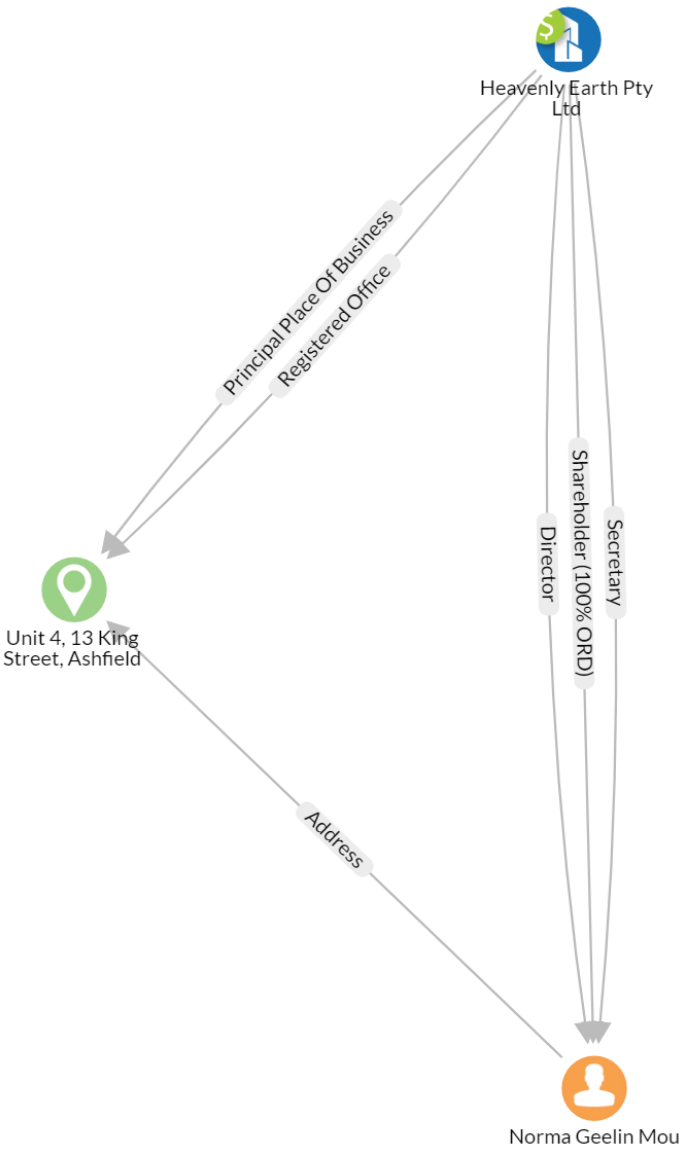 $
Heavenly Earth Pty
Ltd
Principal Place Of Business
Registered Office
Director
Shareholder (100% ORD)
Secretary
Unit 4, 13 King
Street, Ashfield
Address
Norma Geelin Mou